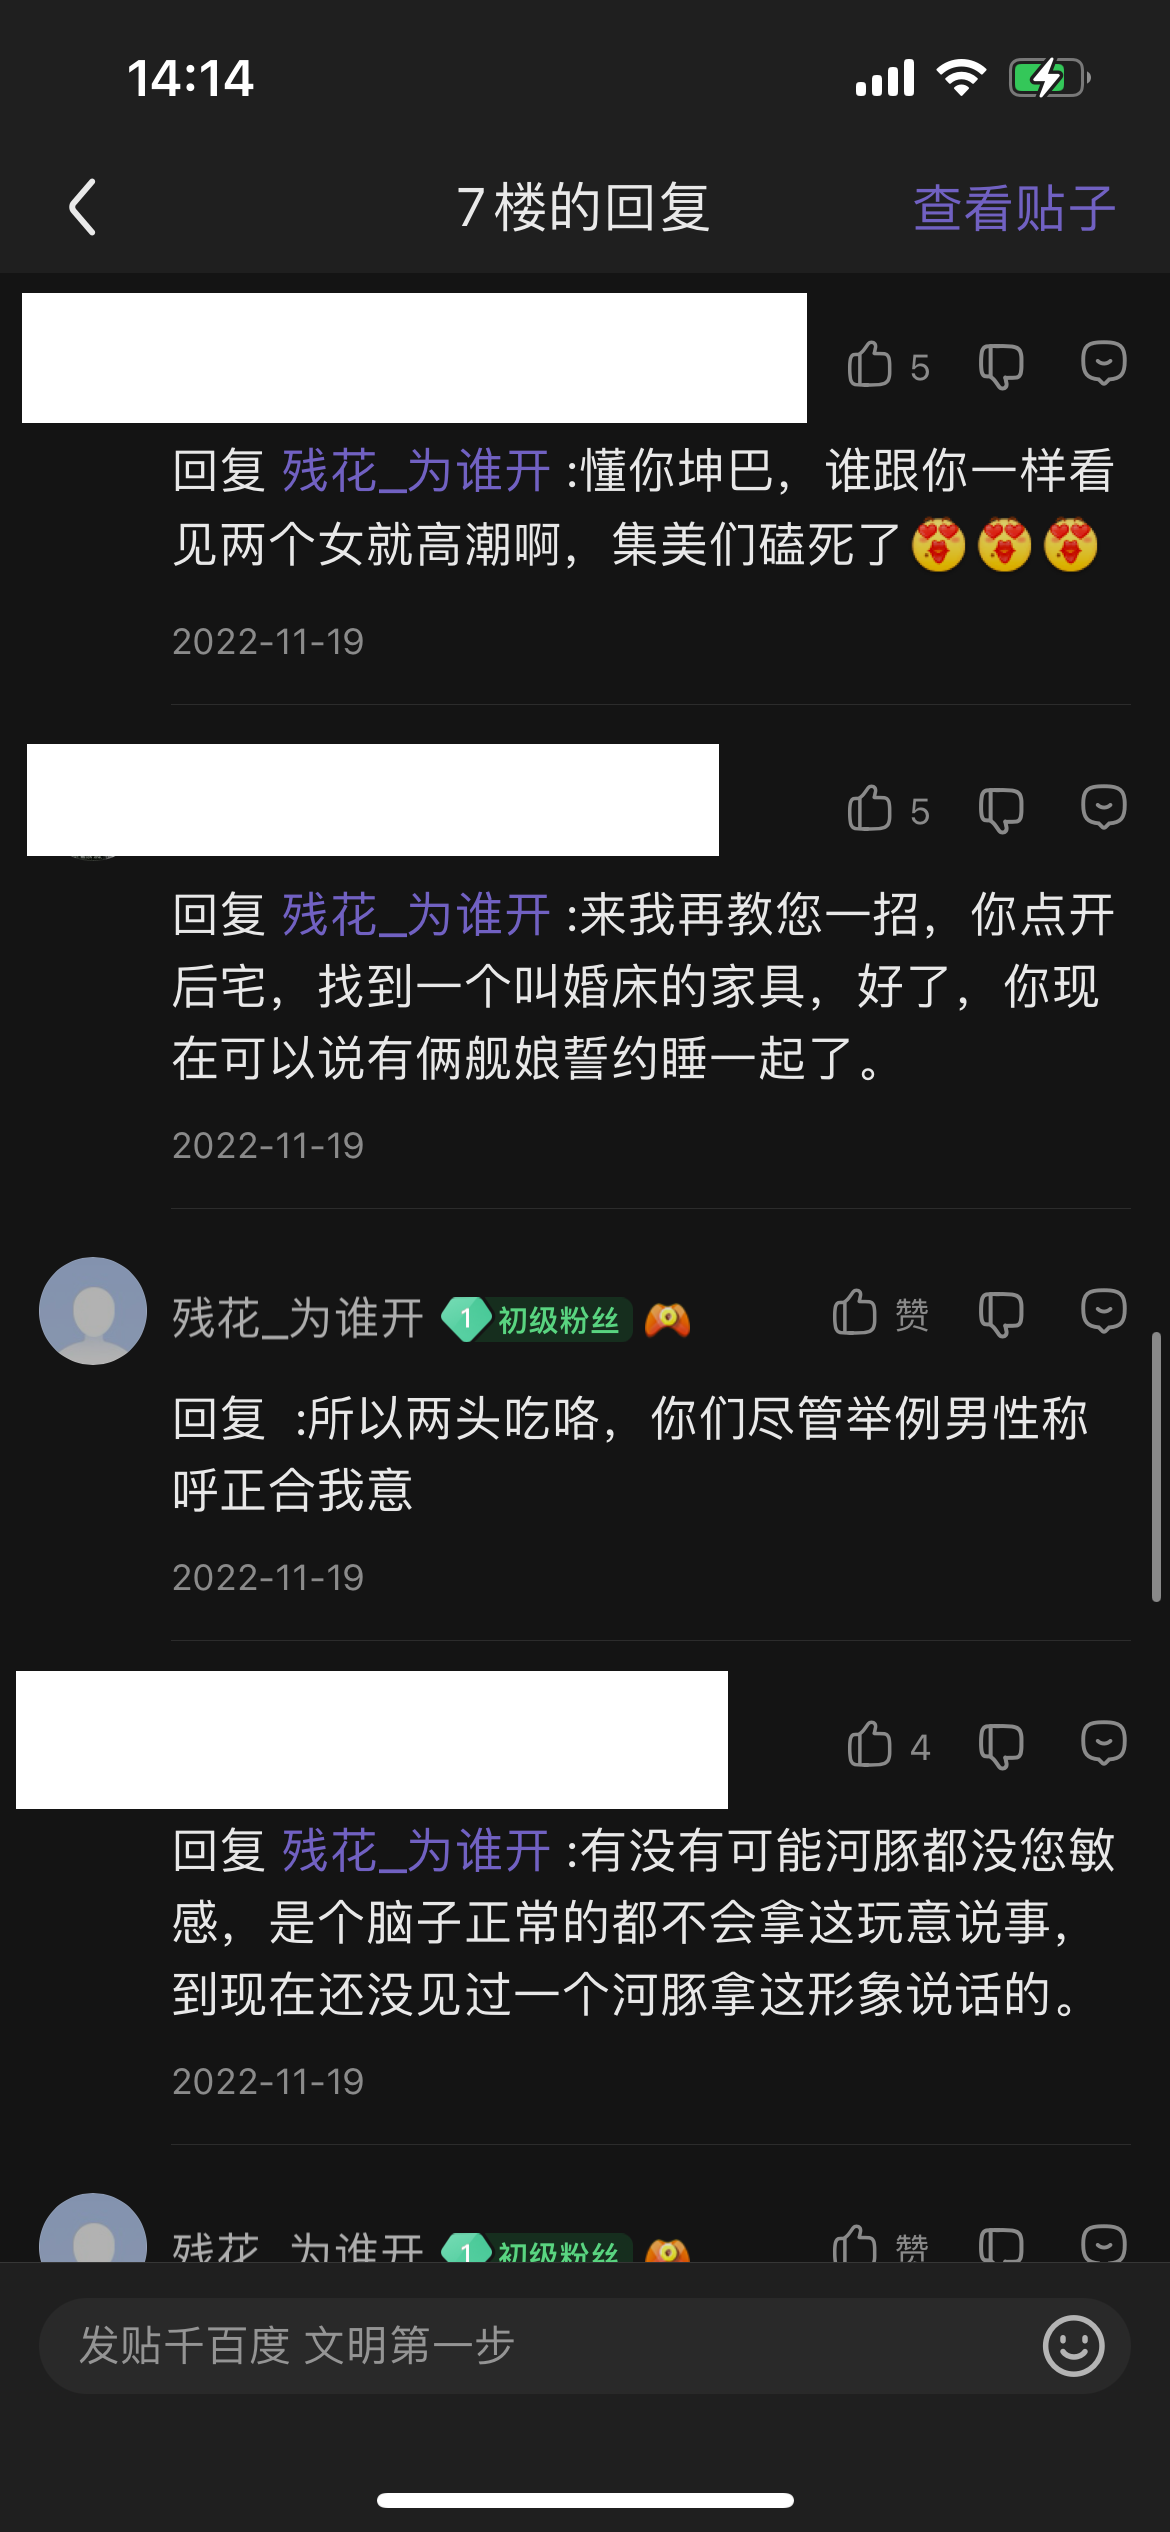 14:14
7楼的回复
查看贴子
5
回复 残花_为谁开 :懂你坤巴，谁跟你一样看
见两个女就高潮啊，集美们磕死了
2022-11-19
5
回复 残花_为谁开 :来我再教您一招，你点开
后宅，找到一个叫婚床的家具，好了，你现
在可以说有俩舰娘誓约睡一起了。
2022-11-19
残花_为谁开 1 初级粉丝 赞
回复 :所以两头吃咯，你们尽管举例男性称
呼正合我意
2022-11-19
4
回复 残花_为谁开 :有没有可能河豚都没您敏
感，是个脑子正常的都不会拿这玩意说事，
到现在还没见过一个河豚拿这形象说话的。
2022-11-19
残花_为谁开 1 初级粉丝 赞
发贴千百度 文明第一步